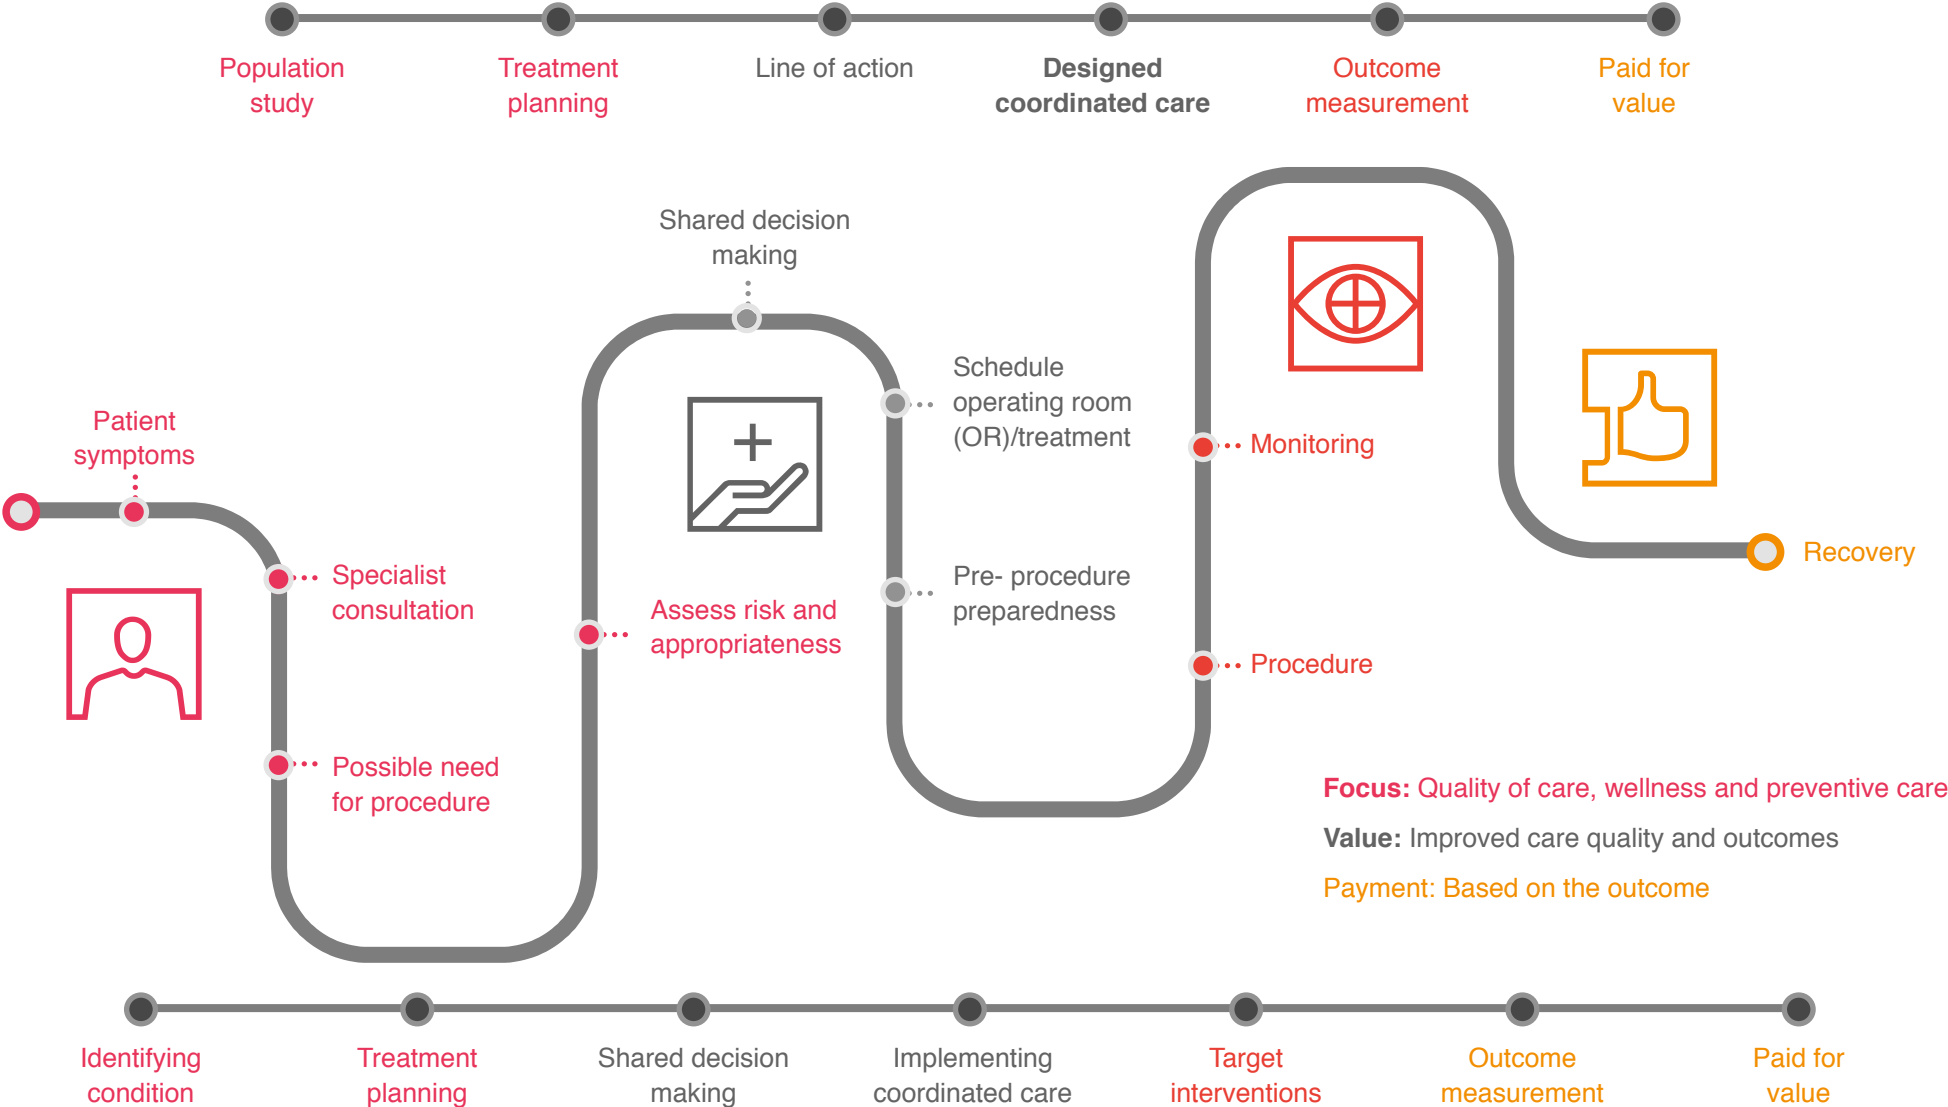 Population
study
Treatment
planning
Line of action
Designed
coordinated care
Outcome
measurement
Paid for
value
Shared decision
making
Schedule
operating room
(OR)/treatment
Patient
symptoms
Monitoring
Specialist
consultation
Assess risk and
appropriateness
Pre- procedure
preparedness
Recovery
Procedure
Possible need
for procedure
Focus: Quality of care, wellness and preventive care
Value: Improved care quality and outcomes
Payment: Based on the outcome
Identifying
condition
Treatment
planning
Shared decision
making
Implementing
coordinated care
Target
interventions
Outcome
measurement
Paid for
value